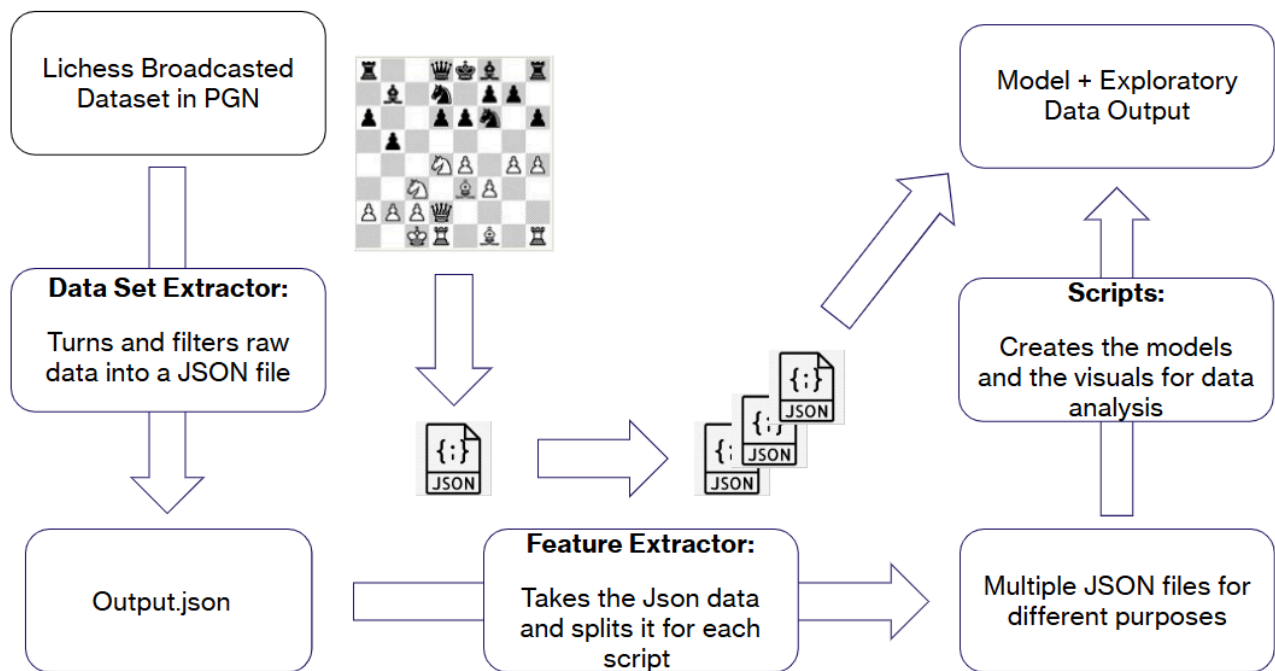 Lichess Broadcasted
Dataset in PGN
Model + Exploratory
Data Output
Data Set Extractor:
Turns and filters raw
data into a JSON file
Scripts:
Creates the models
and the visuals for data
analysis
{;}
JSON
{;}
JSON
{;}
JSON
{;
JSON
Output.json
Feature Extractor:
Takes the Json data
and splits it for each
script
Multiple JSON files for
different purposes